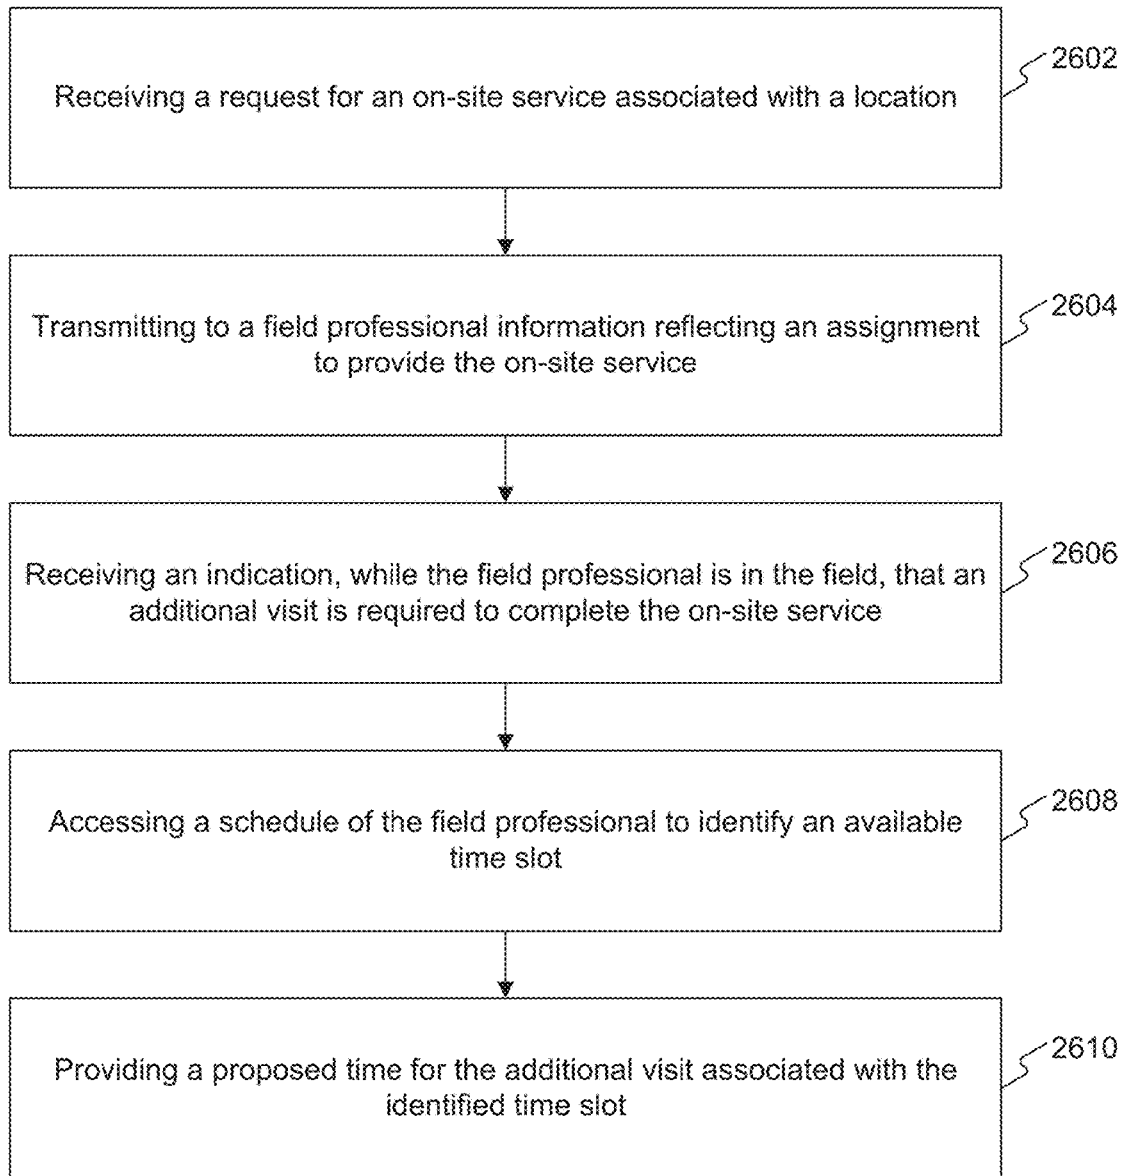 Receiving a request for an on-site service associated with a location
2602
Transmitting to a field professional information reflecting an assignment
to provide the on-site service
2604
Receiving an indication, while the field professional is in the field, that an
additional visit is required to complete the on-site service
2606
Accessing a schedule of the field professional to identify an available
time slot
2608
Providing a proposed time for the additional visit associated with the
identified time slot
2610